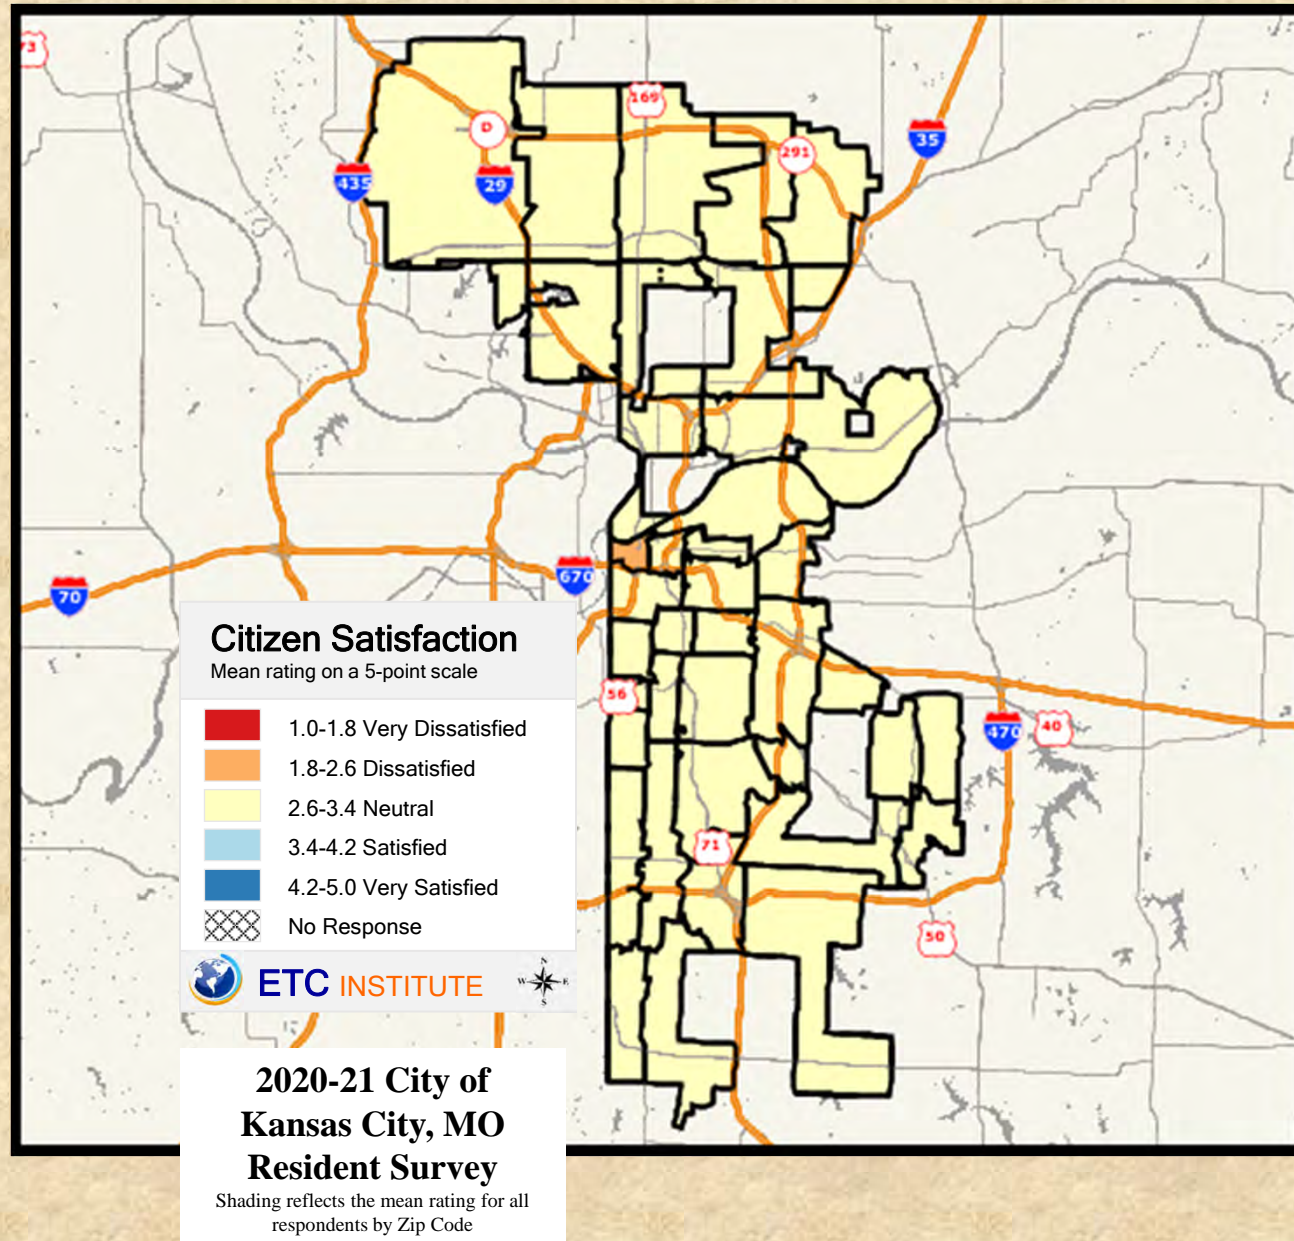 73
169
D
291
35
435
29
670
70
Citizen Satisfaction
Mean rating on a 5-point scale
1.0-1.8 Very Dissatisfied
1.8-2.6 Dissatisfied
2.6-3.4 Neutral
3.4-4.2 Satisfied
4.2-5.0 Very Satisfied
No Response
ETC INSTITUTE
N
W E
S
56
470
40
71
50
2020-21 City of
Kansas City, MO
Resident Survey
Shading reflects the mean rating for all
respondents by Zip Code